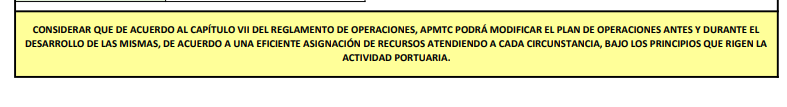 CONSIDERAR QUE DE ACUERDO AL CAPÍTULO VII DEL REGLAMENTO DE OPERACIONES, APMTC PODRÁ MODIFICAR EL PLAN DE OPERACIONES ANTES Y DURANTE EL
DESARROLLO DE LAS MISMAS, DE ACUERDO A UNA EFICIENTE ASIGNACIÓN DE RECURSOS ATENDIENDO A CADA CIRCUNSTANCIA, BAJO LOS PRINCIPIOS QUE RIGEN LA
ACTIVIDAD PORTUARIA.